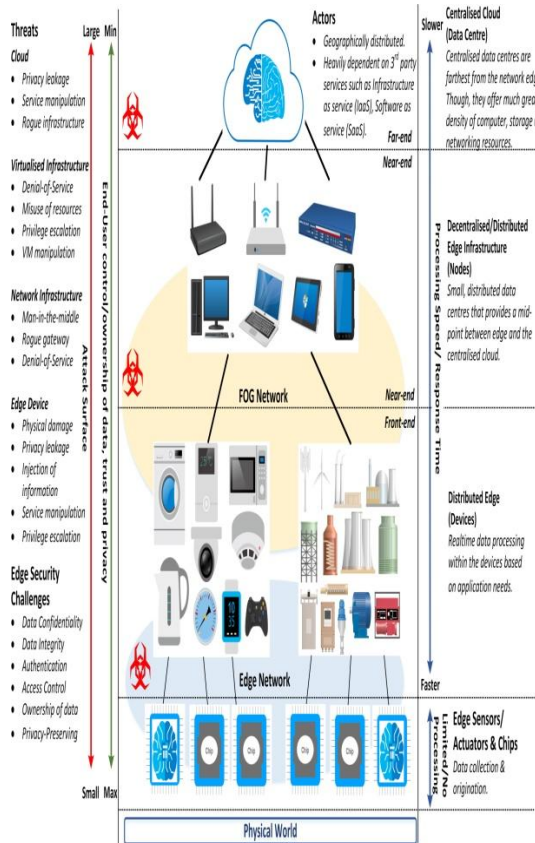 Threats
Cloud
• Privacy leakage
• Service manipulation
• Rogue infrastructure
Virtualised Infrastructure
• Denial-of-Service
• Misuse of resources
• Privilege escalation
• VM manipulation
Network Infrastructure
• Man-in-the-middle
• Rogue gateway
• Denial-of-Service
Edge Device
• Physical damage
• Privacy leakage
• Injection of
information
• Service manipulation
• Privilege escalation
Edge Security
Challenges
• Data Confidentiality
• Data Integrity
• Authentication
• Access Control
• Ownership of data
• Privacy-Preserving
Large Min
Attack Surface
End-User control/ownership of data, trust and privacy
Small Max
Actors
• Geographically distributed.
• Heavily dependent on 3rd party
services such as Infrastructure
as service (IaaS), Software as
service (SaaS).
Far-end
Near-end
FOG Network
Near-end
Front-end
Edge Network
Chip
Chip
Chip
Chip
Physical World
Slower
Processing Speed/ Response Time
Faster
Limited/No
Processing
Centralised Cloud
(Data Centre)
Centralised data centres are
farthest from the network edg
Though, they offer much grea
density of computer, storage
networking resources.
Decentralised/Distributed
Edge Infrastructure
(Nodes)
Small, distributed data
centres that provides a mid-
point between edge and the
centralised cloud.
Distributed Edge
(Devices)
Realtime data processing
within the devices based
on application needs.
Edge Sensors/
Actuators & Chips
Data collection &
origination.